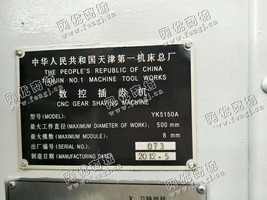 中华人民共和国天津第一机床总厂
THE PEOPLE'S REPUBLIC OF CHINA
TIANJIN NO.1 MACHINE TOOL WORKS
数控插齿机
CNC GEAR SHAPING MACHINE
型号(MODEL): YK5150A
最大工件直径(MAXIMUM DIAMETER OF WORK): 500 mm
最大模数(MAXIMUM MODULE): 8 mm
出厂编号(SERIAL NO.): 073
制造日期(MANUFACTURING DATE): 2012-5